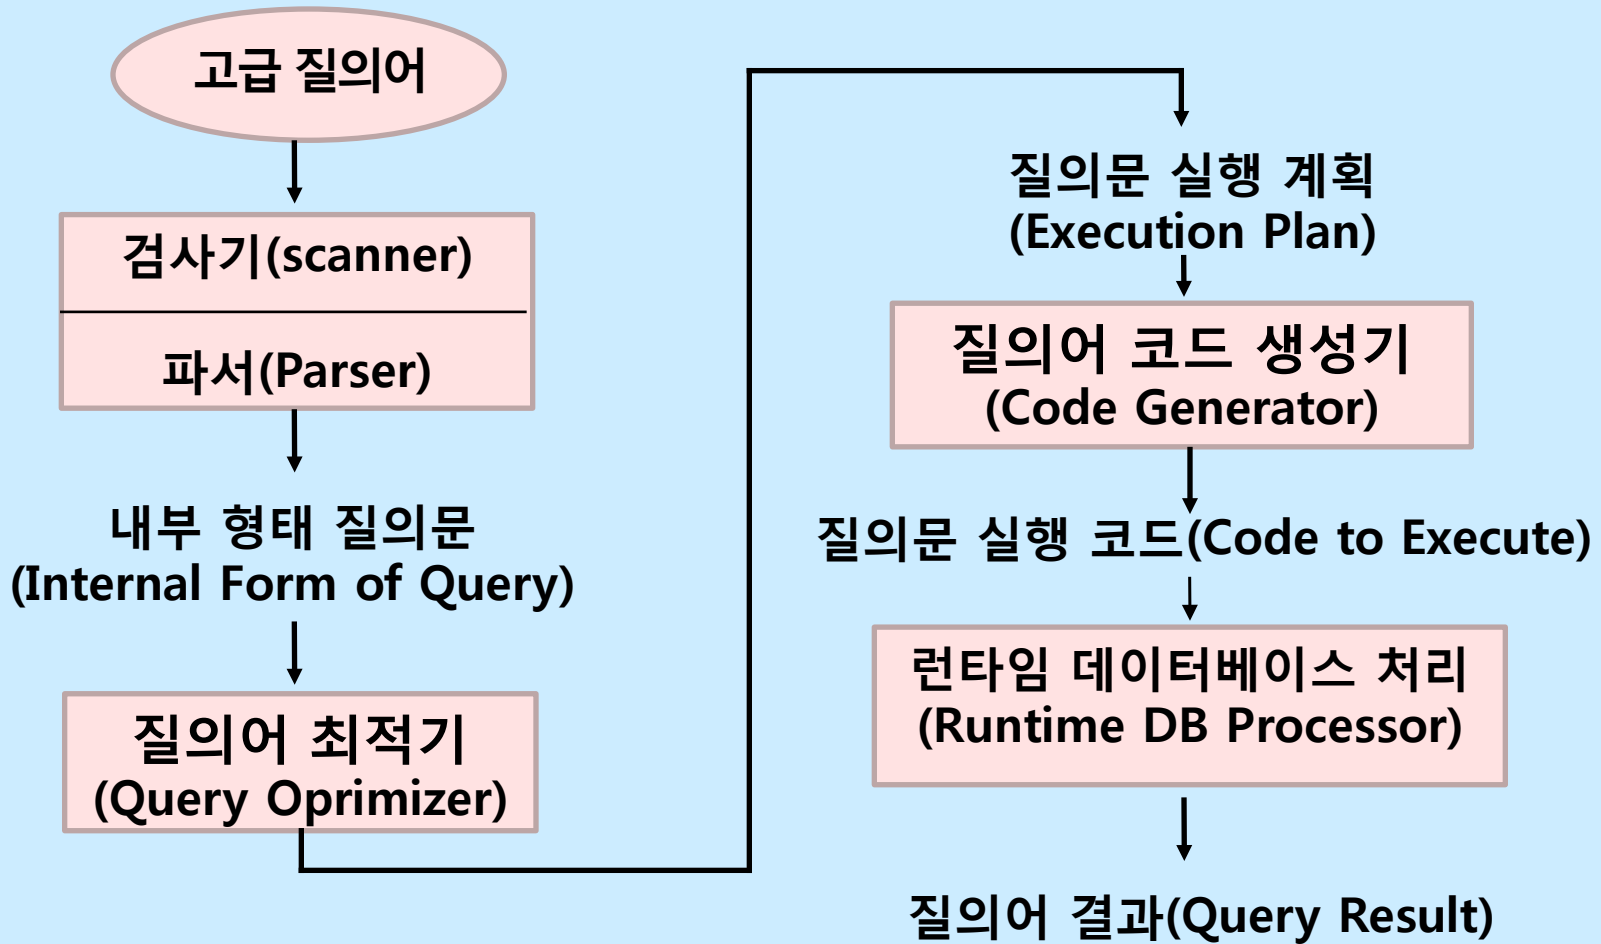 고급 질의어
검사기(scanner)
파서(Parser)
내부 형태 질의문
(Internal Form of Query)
질의어 최적기
(Query Oprimizer)
질의문 실행 계획
(Execution Plan)
질의어 코드 생성기
(Code Generator)
질의문 실행 코드(Code to Execute)
런타임 데이터베이스 처리
(Runtime DB Processor)
질의어 결과(Query Result)